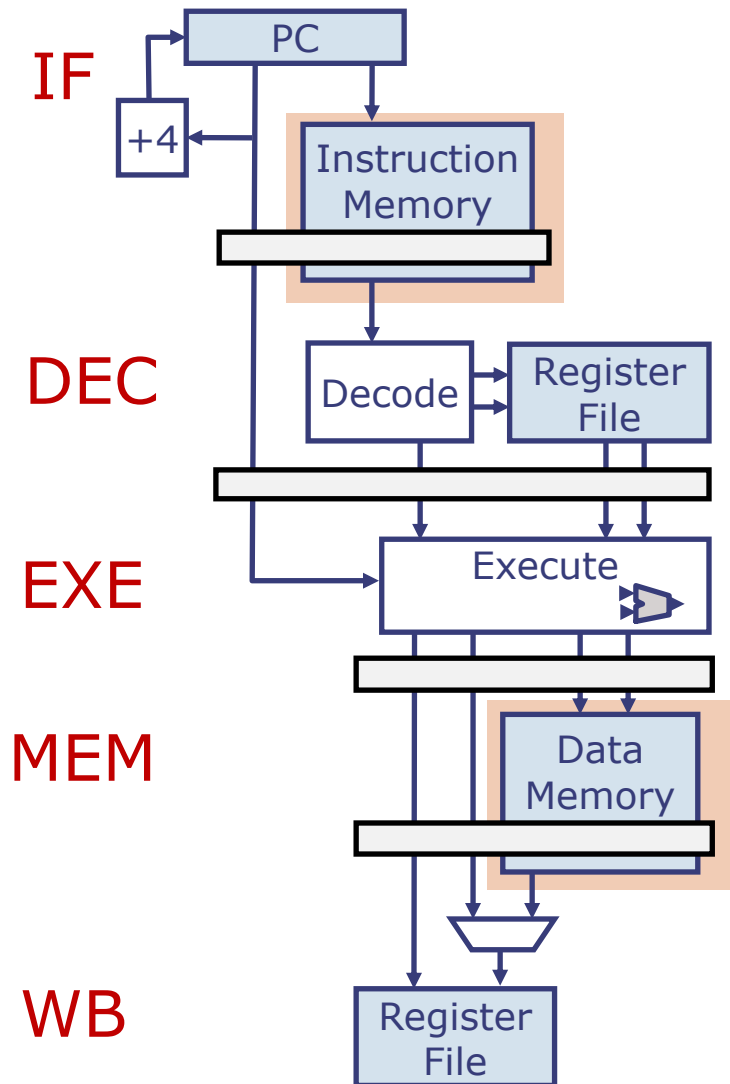 IF
PC
+4
Instruction
Memory
DEC
Decode
Register
File
EXE
Execute
MEM
Data
Memory
WB
Register
File